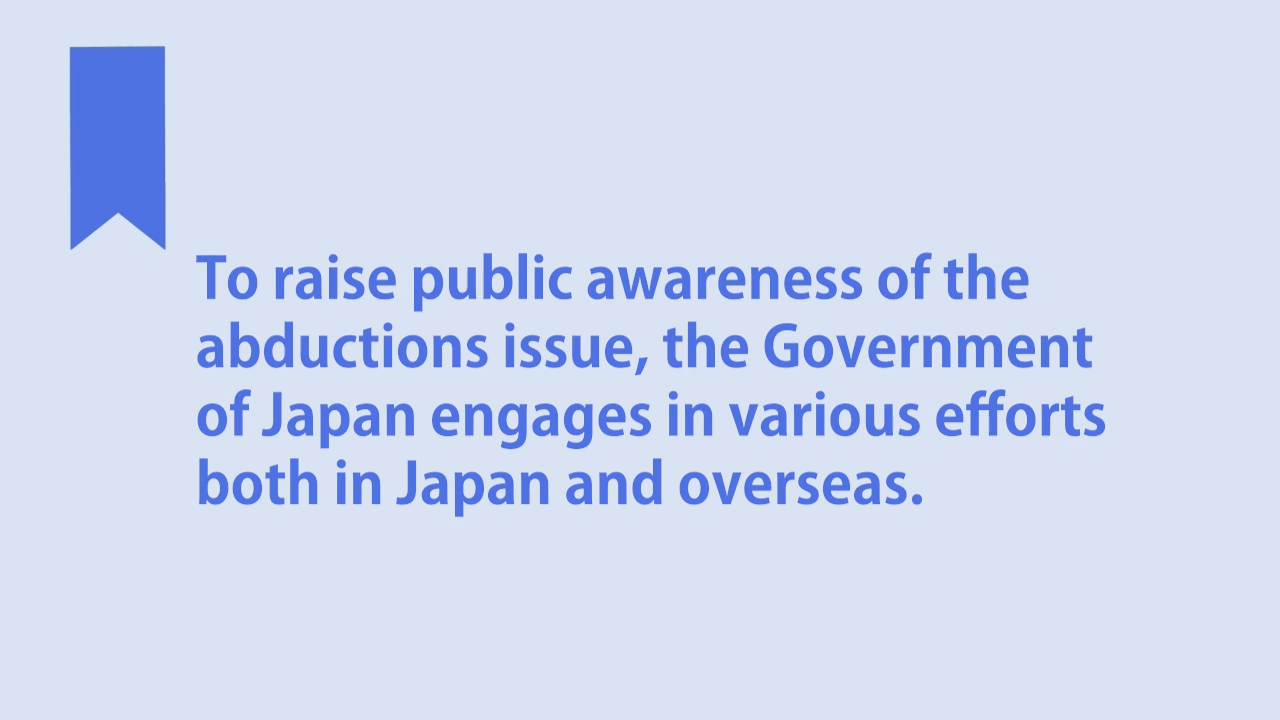 To raise public awareness of the
abductions issue, the Government
of Japan engages in various efforts
both in Japan and overseas.